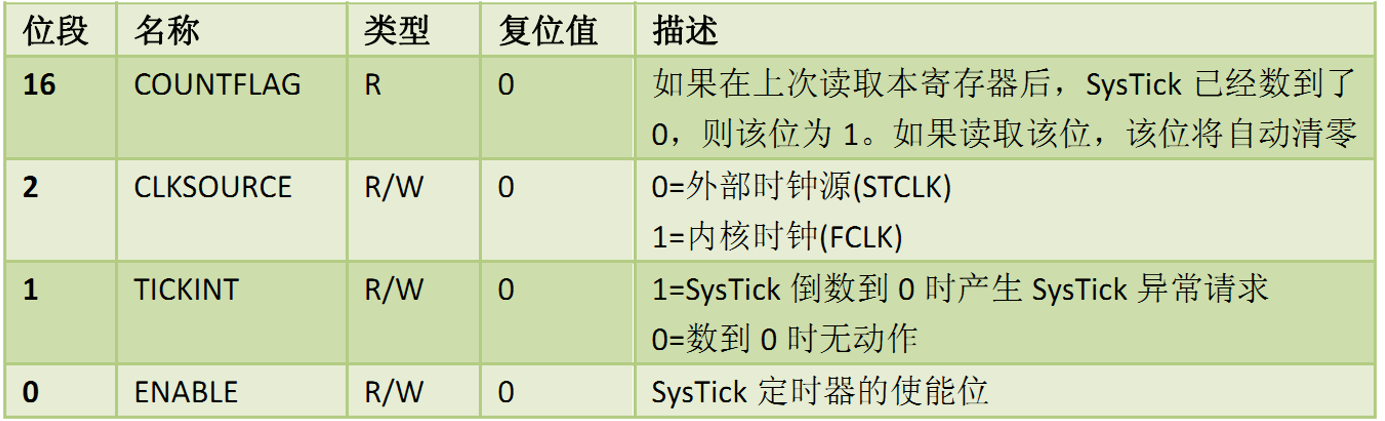 位段 名称 类型 复位值 描述
16 COUNTFLAG R 0 如果在上次读取本寄存器后，SysTick 已经数到了
0，则该位为 1。如果读取该位，该位将自动清零
2 CLKSOURCE R/W 0 0=外部时钟源(STCLK)
1=内核时钟(FCLK)
1 TICKINT R/W 0 1=SysTick 倒数到 0 时产生 SysTick 异常请求
0=数到 0 时无动作
0 ENABLE R/W 0 SysTick 定时器的使能位